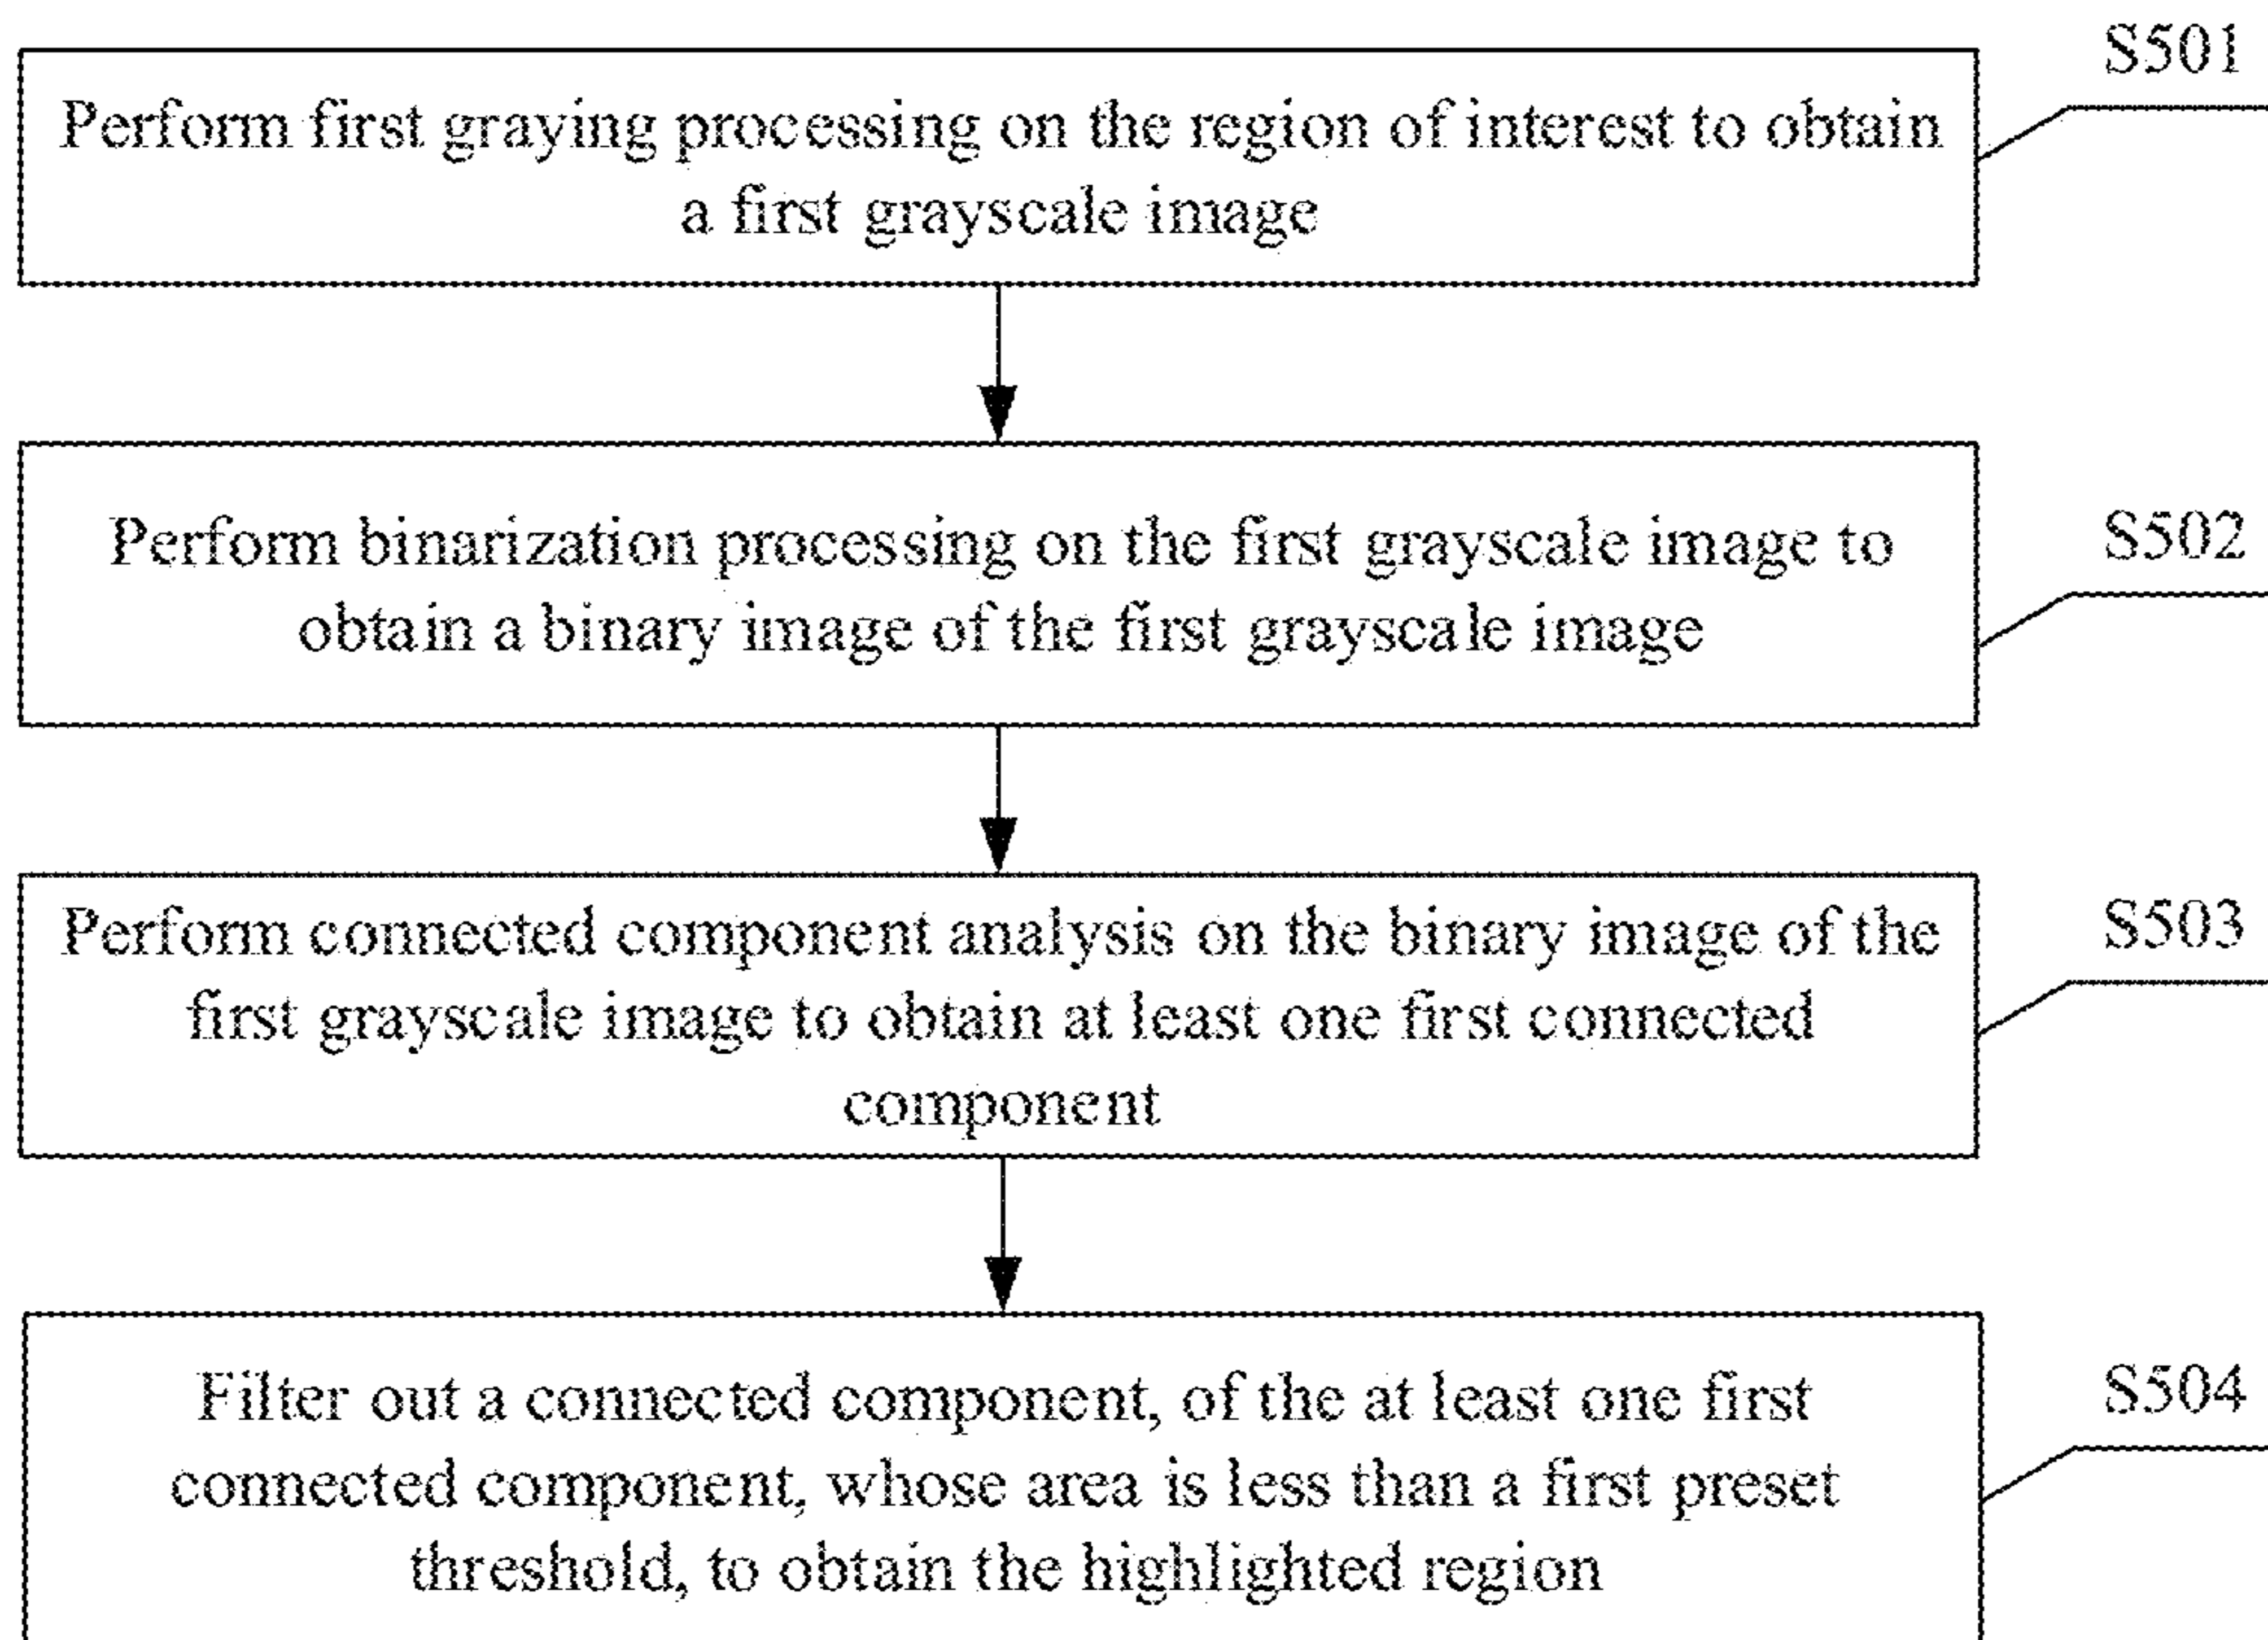 S501
Perform first graying processing on the region of interest to obtain
a first grayscale image
S502
Perform binarization processing on the first grayscale image to
obtain a binary image of the first grayscale image
S503
Perform connected component analysis on the binary image of the
first grayscale image to obtain at least one first connected
component
S504
Filter out a connected component, of the at least one first
connected component, whose area is less than a first preset
threshold, to obtain the highlighted region